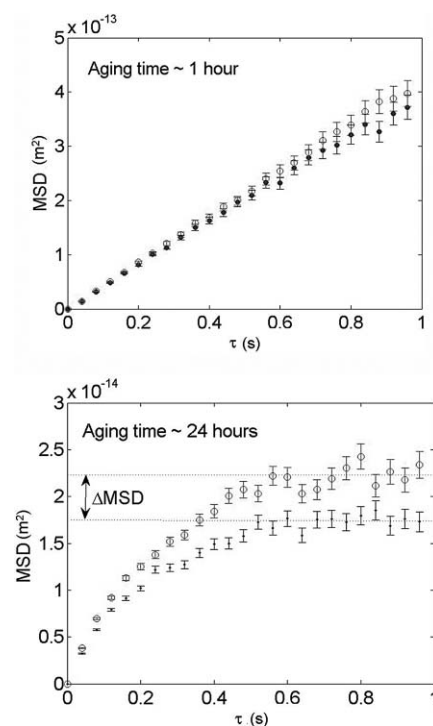 x 10⁻¹³
5
Aging time ~ 1 hour
4
3
MSD (m²)
2
1
0
0 0.2 0.4 0.6 0.8 1
τ (s)
x 10⁻¹⁴
3
Aging time ~ 24 hours
2.5
2
ΔMSD
MSD (m²)
1.5
1
0.5
0
0 0.2 0.4 0.6 0.8 1
τ (s)